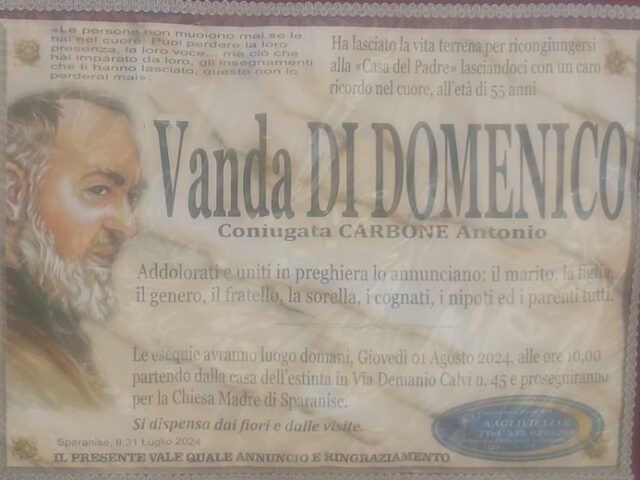 «Le persone non muoiono mai se le
hai nel cuore. Puoi perdere la loro
presenza, la loro voce... ma ciò che
hai imparato da loro, gli insegnamenti
che ti hanno lasciato, questo non lo
perderai mai».
Ha lasciato la vita terrena per ricongiungersi
alla «Casa del Padre» lasciandoci con un caro
ricordo nel cuore, all'età di 55 anni
Vanda DI DOMENICO
Coniugata CARBONE Antonio
Addolorati e uniti in preghiera lo annunciano: il marito, la figlia,
il genero, il fratello, la sorella, i cognati, i nipoti ed i parenti tutti.
Le esequie avranno luogo domani, Giovedì 01 Agosto 2024, alle ore 10,00
partendo dalla casa dell'estinta in Via Demanio Calvi n. 45 e proseguiranno
per la Chiesa Madre di Sparanise.
Si dispensa dai fiori e dalle visite.
Sparanise, lì 31 Luglio 2024
IL PRESENTE VALE QUALE ANNUNCIO E RINGRAZIAMENTO